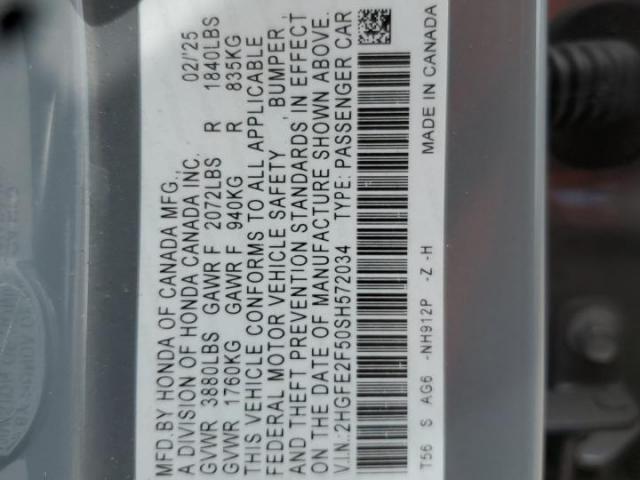 MFD.BY HONDA OF CANADA MFG., 02/'25
A DIVISION OF HONDA CANADA INC.
GVWR 3880LBS GAWR F 2072LBS R 1840LBS
GVWR 1760KG GAWR F 940KG R 835KG
THIS VEHICLE CONFORMS TO ALL APPLICABLE
FEDERAL MOTOR VEHICLE SAFETY , BUMPER ,
AND THEFT PREVENTION STANDARDS IN EFFECT
ON THE DATE OF MANUFACTURE SHOWN ABOVE.
V.I.N.:2HGFE2F50SH572034 TYPE: PASSENGER CAR
T56 S AG6 -NH912P -Z -H MADE IN CANADA